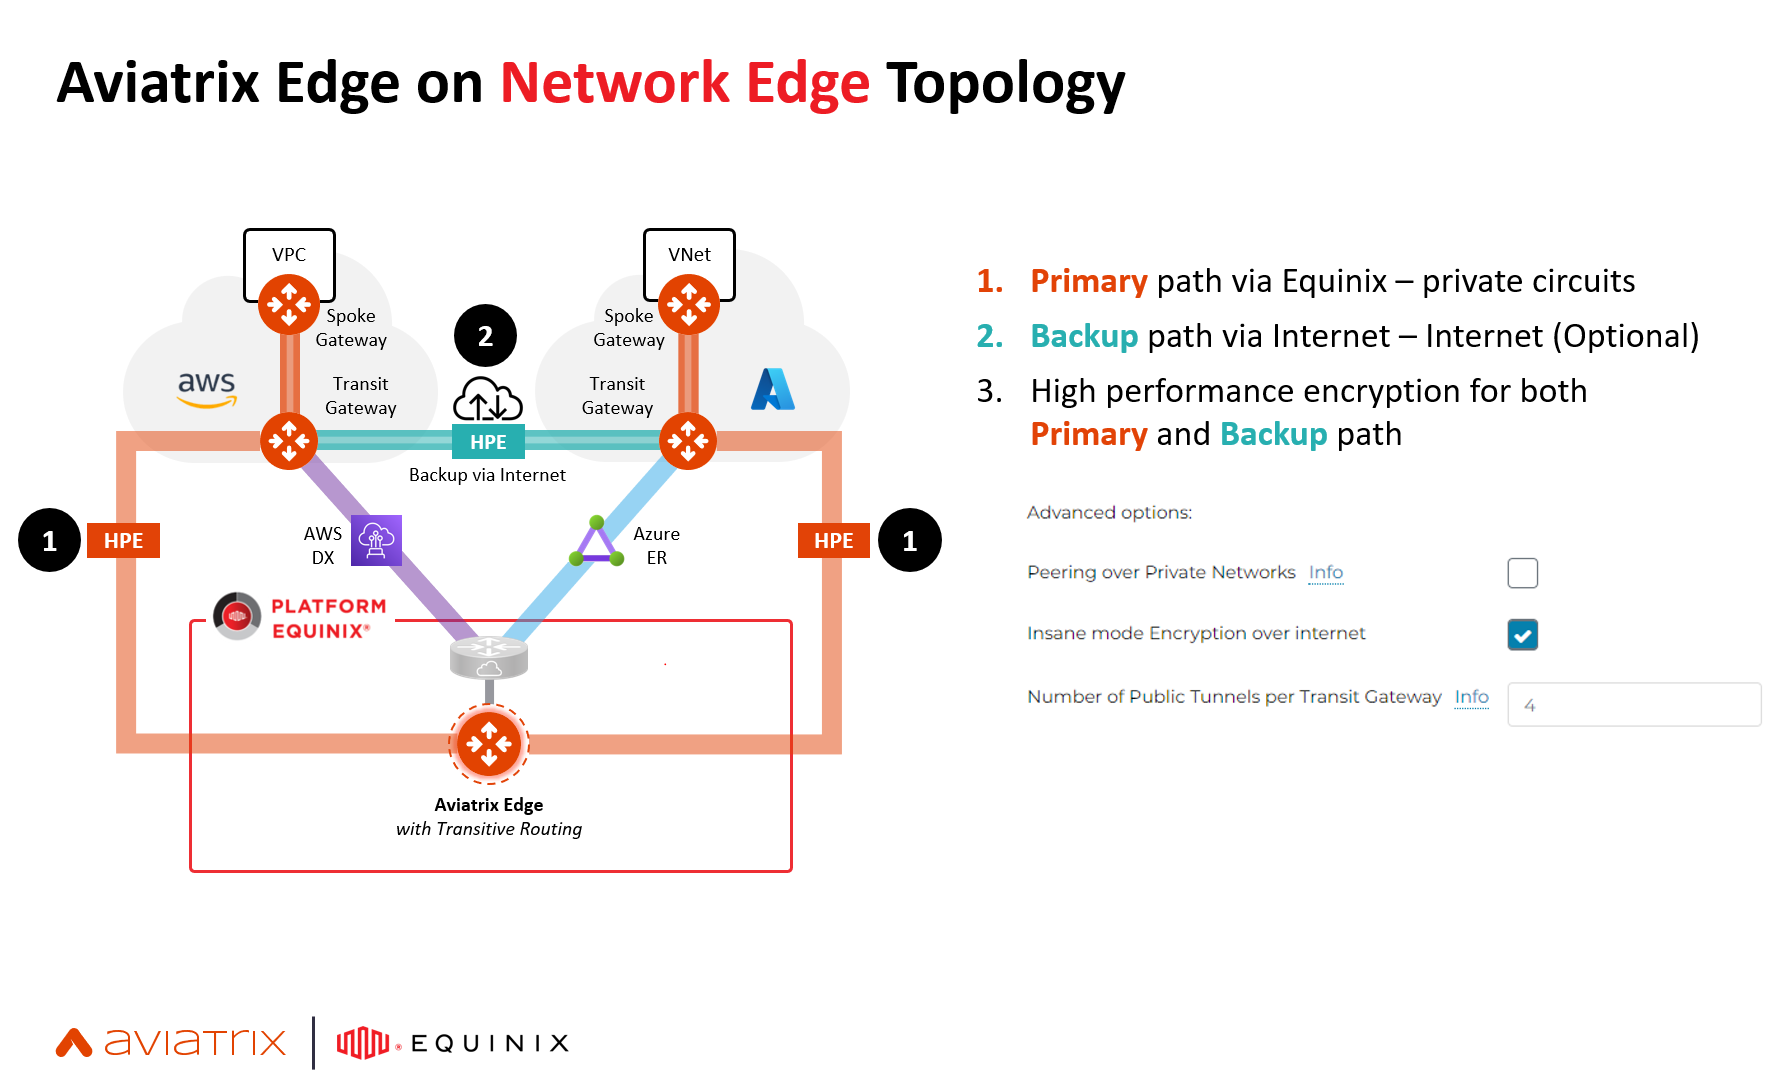 Aviatrix Edge on Network Edge Topology
VPC
VNet
Spoke
Gateway
Spoke
Gateway
2
aws
Transit
Gateway
Transit
Gateway
HPE
Backup via Internet
1
HPE
AWS
DX
Azure
ER
HPE
1
PLATFORM
EQUINIX®
Aviatrix Edge
with Transitive Routing
1. Primary path via Equinix – private circuits
2. Backup path via Internet – Internet (Optional)
3. High performance encryption for both
Primary and Backup path
Advanced options:
Peering over Private Networks Info
Insane mode Encryption over internet
Number of Public Tunnels per Transit Gateway Info 4
aviatrix
EQUINIX